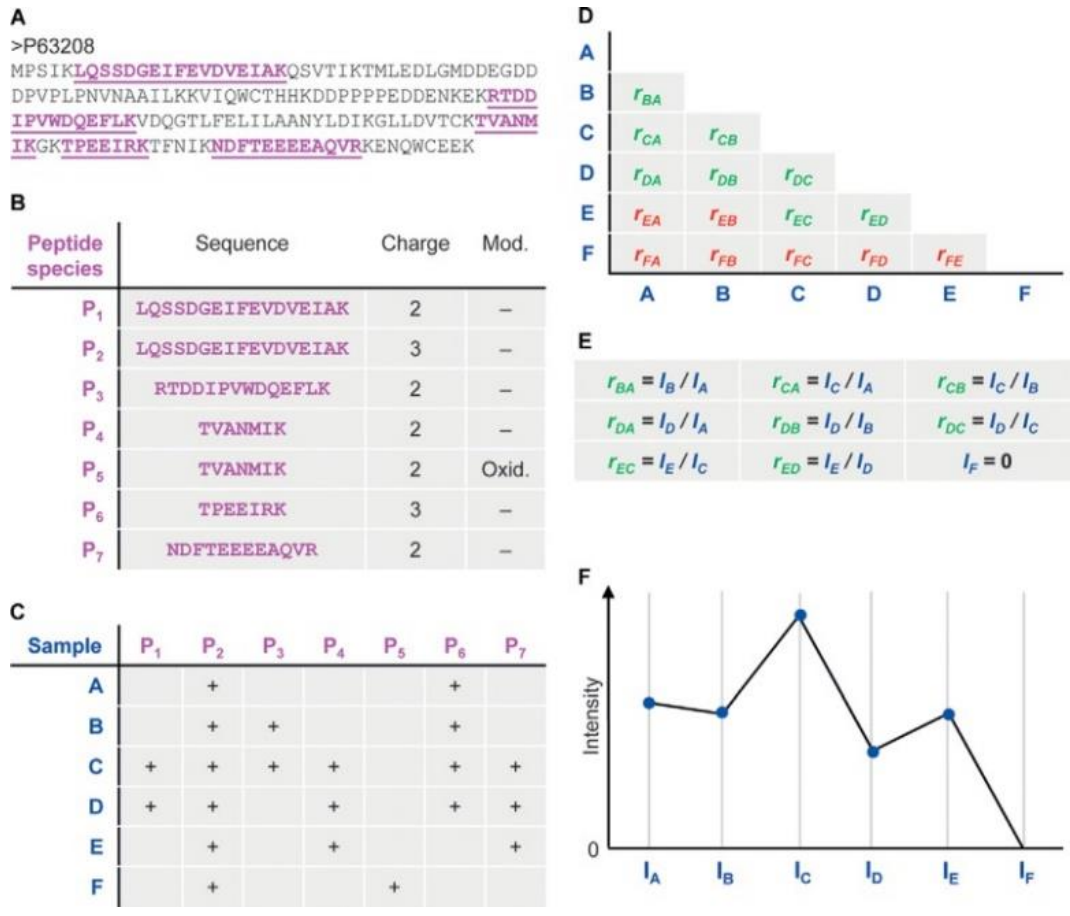 A
>P63208
MPSIKLQSSDGEIFEVDVEIAKQSVTIKTMLEDLGMDDEGDD
DPVPLPNVNAAILKKVIQWCTHHKDDPPPPEDDENKEKRTDD
IPVWDQEFLKVDQGTLFELILAANYLDIKGLLDVTCKTVANM
IKGKTPEEIRKTFNIKNDFTEEEEAQVRKENQWCEEK
B
Peptide species Sequence Charge Mod.
P1 LQSSDGEIFEVDVEIAK 2 –
P2 LQSSDGEIFEVDVEIAK 3 –
P3 RTDDIPVWDQEFLK 2 –
P4 TVANMIK 2 –
P5 TVANMIK 2 Oxid.
P6 TPEEIRK 3 –
P7 NDFTEEEEAQVR 2 –
C
Sample P1 P2 P3 P4 P5 P6 P7
A + +
B + + +
C + + + + + +
D + + + + +
E + + +
F + +
D
A
B rBA
C rCA rCB
D rDA rDB rDC
E rEA rEB rEC rED
F rFA rFB rFC rFD rFE
A B C D E F
E
rBA = IB / IA rCA = IC / IA rCB = IC / IB
rDA = ID / IA rDB = ID / IB rDC = ID / IC
rEC = IE / IC rED = IE / ID IF = 0
F
Intensity
0
IA IB IC ID IE IF